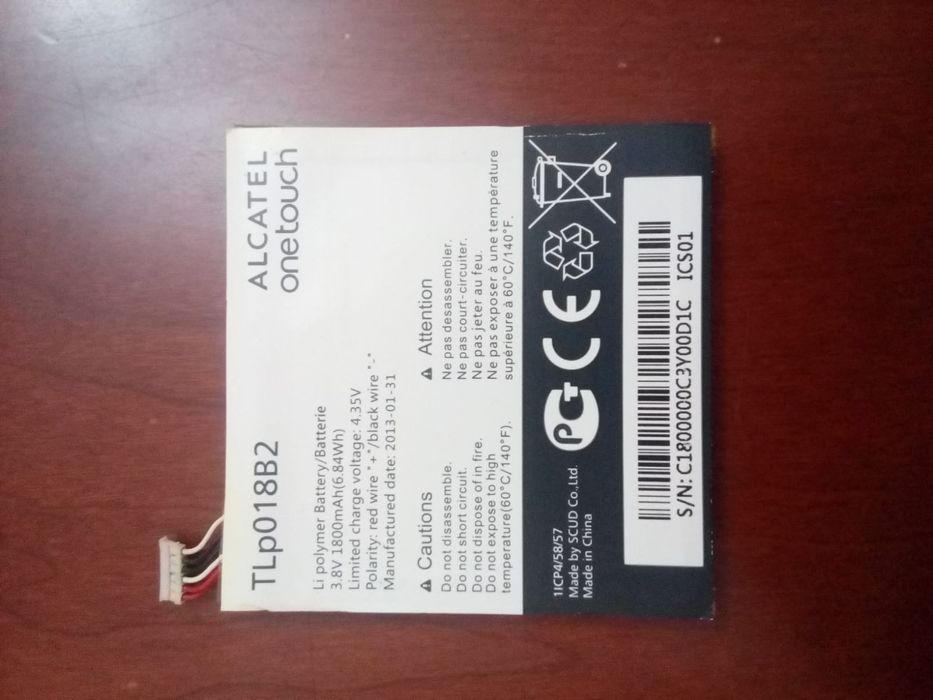 TLp018B2
ALCATEL
onetouch
Li polymer Battery/Batterie
3.8V 1800mAh(6.84Wh)
Limited charge voltage: 4.35V
Polarity: red wire "+"/black wire "-"
Manufactured date: 2013-01-31
Cautions
Do not disassemble.
Do not short circuit.
Do not dispose of in fire.
Do not expose to high
temperature(60°C/140°F).
Attention
Ne pas desassembler.
Ne pas court-circuiter.
Ne pas jeter au feu.
Ne pas exposer à une température
supérieure à 60°C/140°F.
1ICP4/58/57
Made by SCUD Co.,Ltd.
Made in China
PCT CE
S/N: C1800000C3Y00D1C ICS01